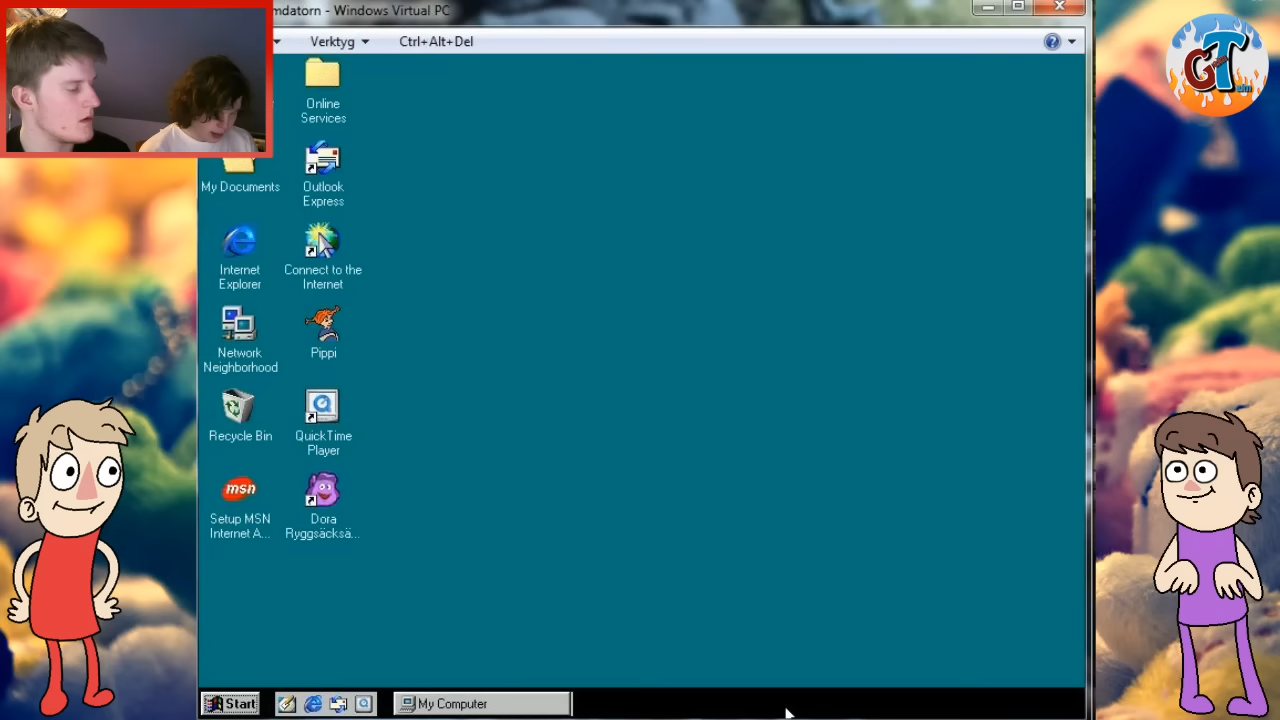 mdatorn - Windows Virtual PC
Verktyg
Ctrl+Alt+Del
Online
Services
My Documents
Outlook
Express
Internet
Explorer
Connect to the
Internet
Network
Neighborhood
Pippi
Recycle Bin
QuickTime
Player
msn
Setup MSN
Internet A...
Dora
Ryggsäcksä...
Start
My Computer
GT